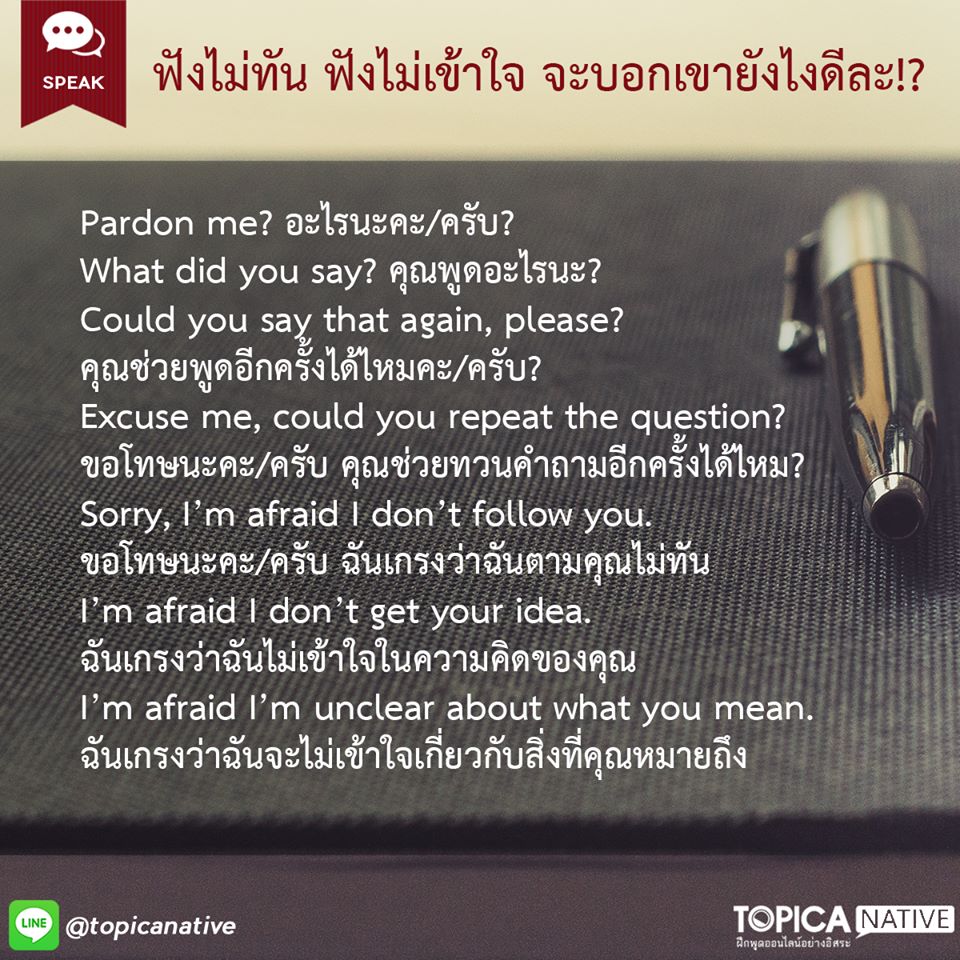 SPEAK
ฟังไม่ทัน ฟังไม่เข้าใจ จะบอกเขายังไงดีละ!?
Pardon me? อะไรนะคะ/ครับ?
What did you say? คุณพูดอะไรนะ?
Could you say that again, please?
คุณช่วยพูดอีกครั้งได้ไหมคะ/ครับ?
Excuse me, could you repeat the question?
ขอโทษนะคะ/ครับ คุณช่วยทวนคำถามอีกครั้งได้ไหม?
Sorry, I’m afraid I don’t follow you.
ขอโทษนะคะ/ครับ ฉันเกรงว่าฉันตามคุณไม่ทัน
I’m afraid I don’t get your idea.
ฉันเกรงว่าฉันไม่เข้าใจในความคิดของคุณ
I’m afraid I’m unclear about what you mean.
ฉันเกรงว่าฉันจะไม่เข้าใจเกี่ยวกับสิ่งที่คุณหมายถึง
LINE @topicanative
TOPICA NATIVE
ฝึกพูดออนไลน์อย่างอิสระ